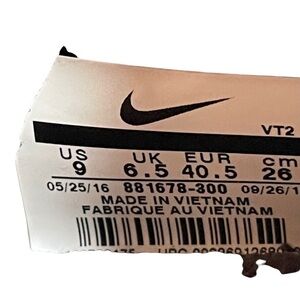 VT2
US UK EUR cm
9 6.5 40.5 26
05/25/16 881678-300 09/26/1
MADE IN VIETNAM
FABRIQUE AU VIETNAM